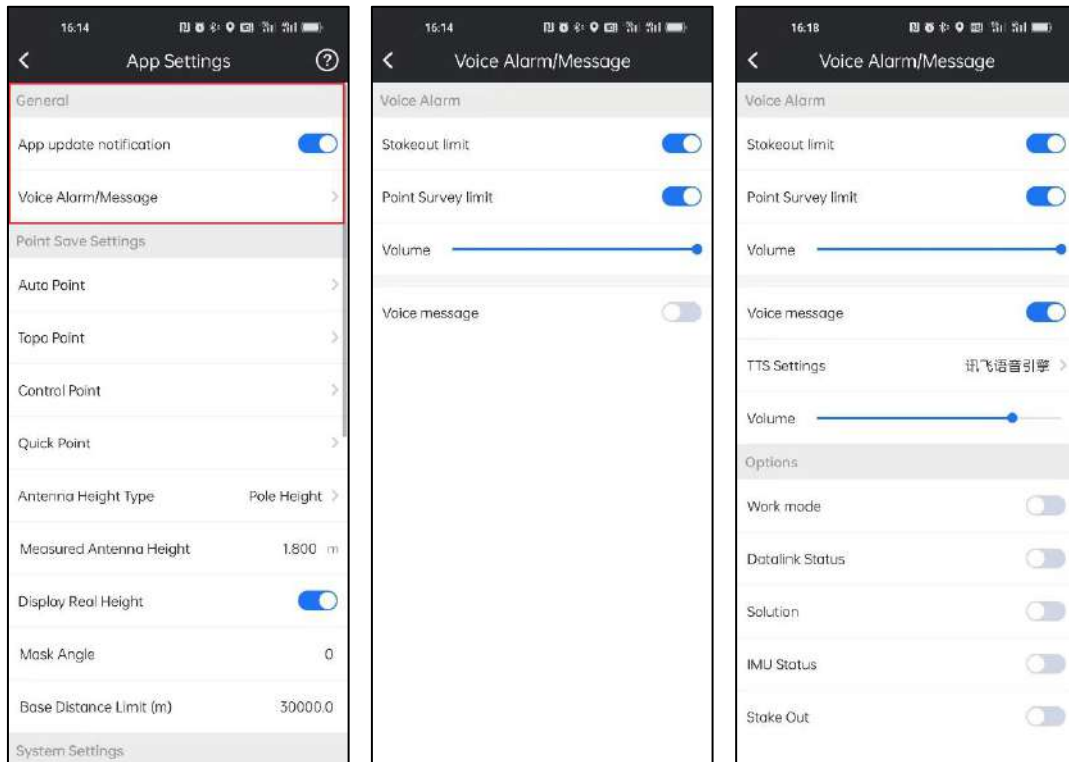 16:14
App Settings
General
App update notification
Voice Alarm/Message
Point Save Settings
Auto Point
Topo Point
Control Point
Quick Point
Antenna Height Type Pole Height
Measured Antenna Height 1.800 m
Display Real Height
Mask Angle 0
Base Distance Limit (m) 30000.0
System Settings
16:14
Voice Alarm/Message
Voice Alarm
Stakeout limit
Point Survey limit
Volume
Voice message
16:18
Voice Alarm/Message
Voice Alarm
Stakeout limit
Point Survey limit
Volume
Voice message
TTS Settings 讯飞语音引擎
Volume
Options
Work mode
Datalink Status
Solution
IMU Status
Stake Out